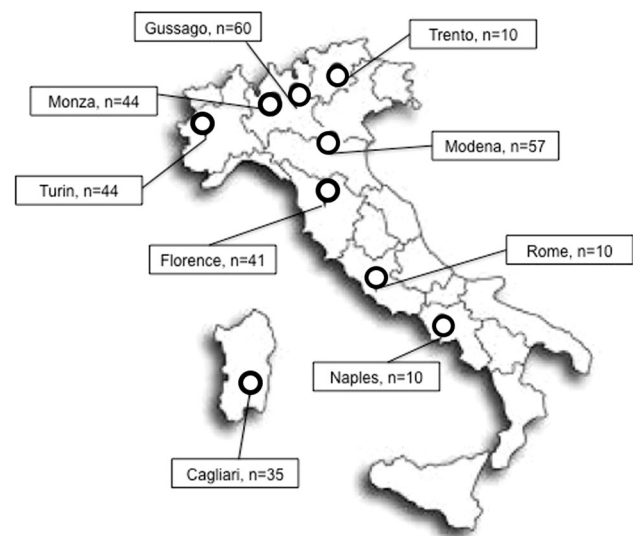 Gussago, n=60
Trento, n=10
Monza, n=44
Modena, n=57
Turin, n=44
Florence, n=41
Rome, n=10
Naples, n=10
Cagliari, n=35